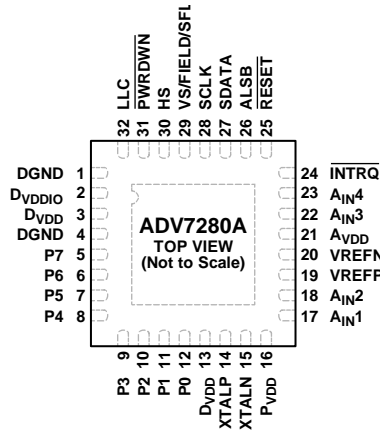 32 LLC
31 PWRDWN
30 HS
29 VS/FIELD/SFL
28 SCLK
27 SDATA
26 ALSB
25 RESET
DGND 1
DVDDIO 2
DVDD 3
DGND 4
P7 5
P6 6
P5 7
P4 8
ADV7280A
TOP VIEW
(Not to Scale)
24 INTRQ
23 AIN4
22 AIN3
21 AVDD
20 VREFN
19 VREFP
18 AIN2
17 AIN1
P3 9
P2 10
P1 11
P0 12
DVDD 13
XTALP 14
XTALN 15
PVDD 16